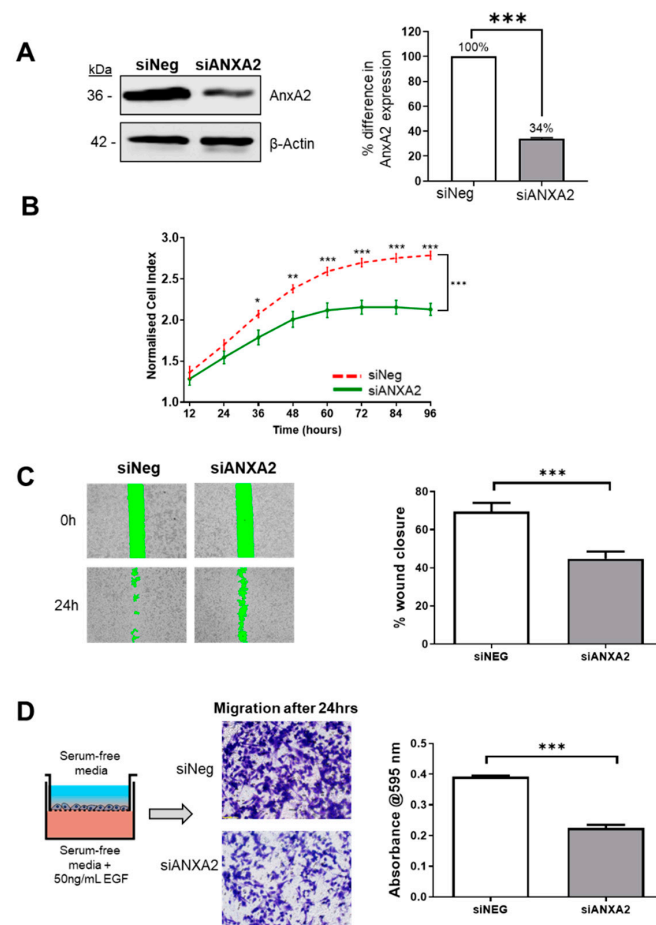 A
kDa
siNeg siANXA2
36 - AnxA2
42 - β-Actin
% difference in
AnxA2 expression
120
100
80
60
40
20
0
***
100%
34%
siNeg siANXA2
B
Normalised Cell Index
3.0
2.5
2.0
1.5
1.0
* ** *** *** *** ***
***
siNeg
siANXA2
12 24 36 48 60 72 84 96
Time (hours)
C
siNeg siANXA2
0h
24h
% wound closure
80
60
40
20
0
***
siNEG siANXA2
D
Migration after 24hrs
Serum-free
media
Serum-free
media +
50ng/mL EGF
siNeg
siANXA2
Absorbance @595 nm
0.5
0.4
0.3
0.2
0.1
0.0
***
siNEG siANXA2